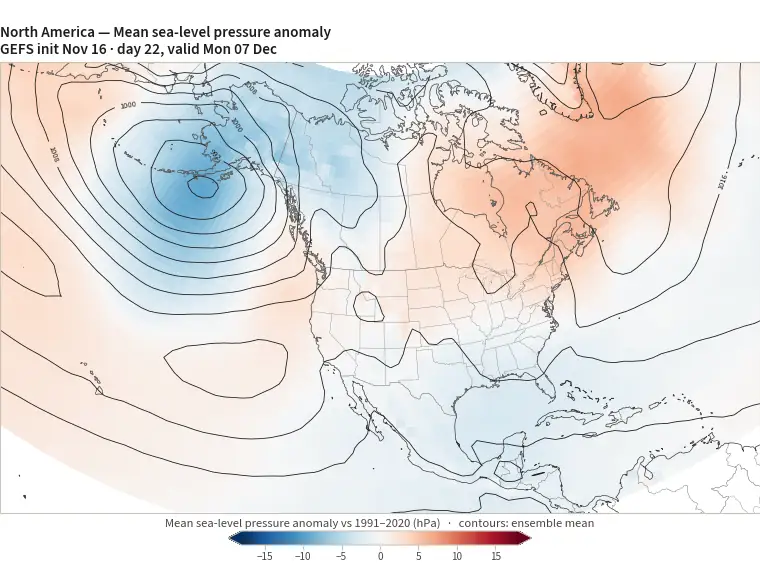 North America — Mean sea-level pressure anomaly
GEFS init Nov 16 · day 22, valid Mon 07 Dec
1008
1000
1000
1008
1016
Mean sea-level pressure anomaly vs 1991–2020 (hPa) · contours: ensemble mean
−15 −10 −5 0 5 10 15